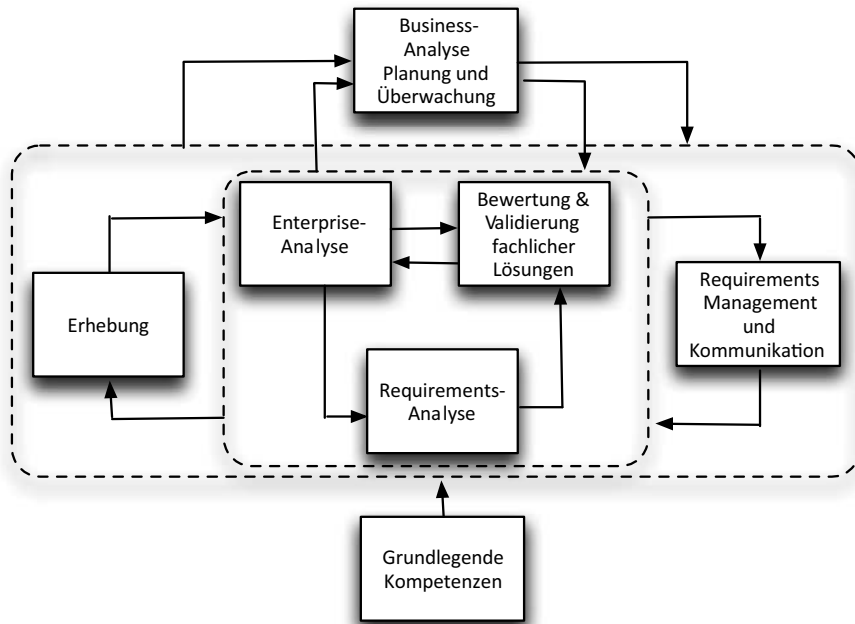 Business-
Analyse
Planung und
Überwachung
Enterprise-
Analyse
Bewertung &
Validierung
fachlicher
Lösungen
Erhebung
Requirements
Management
und
Kommunikation
Requirements-
Analyse
Grundlegende
Kompetenzen